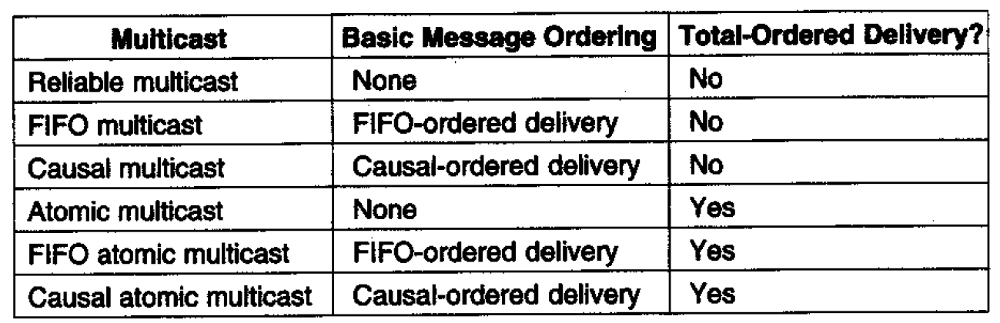 Multicast Basic Message Ordering Total-Ordered Delivery?
Reliable multicast None No
FIFO multicast FIFO-ordered delivery No
Causal multicast Causal-ordered delivery No
Atomic multicast None Yes
FIFO atomic multicast FIFO-ordered delivery Yes
Causal atomic multicast Causal-ordered delivery Yes